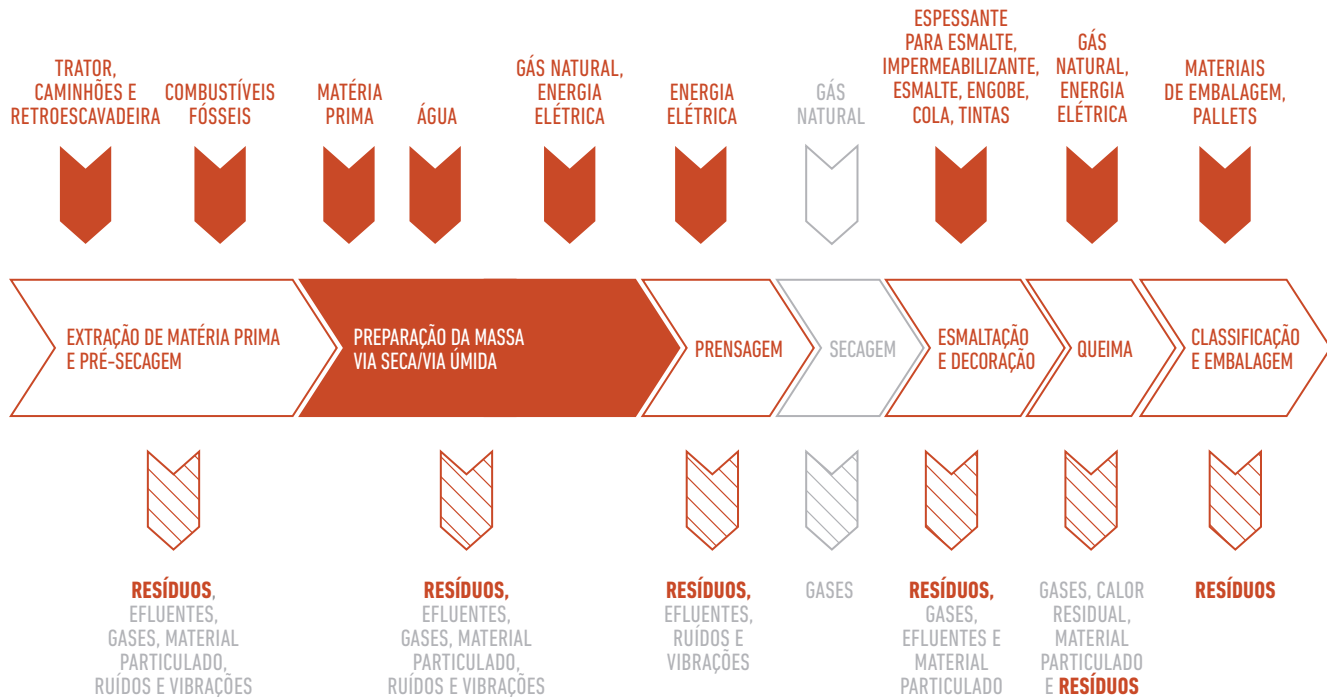 TRATOR,
CAMINHÕES E
RETROESCAVADEIRA
COMBUSTÍVEIS
FÓSSEIS
MATÉRIA
PRIMA
ÁGUA
GÁS NATURAL,
ENERGIA
ELÉTRICA
ENERGIA
ELÉTRICA
GÁS
NATURAL
ESPESSANTE
PARA ESMALTE,
IMPERMEABILIZANTE,
ESMALTE, ENGOBE,
COLA, TINTAS
GÁS
NATURAL,
ENERGIA
ELÉTRICA
MATERIAIS
DE EMBALAGEM,
PALLETS
EXTRAÇÃO DE MATÉRIA PRIMA
E PRÉ-SECAGEM
PREPARAÇÃO DA MASSA
VIA SECA/VIA ÚMIDA
PRENSAGEM
SECAGEM
ESMALTAÇÃO
E DECORAÇÃO
QUEIMA
CLASSIFICAÇÃO
E EMBALAGEM
RESÍDUOS,
EFLUENTES,
GASES, MATERIAL
PARTICULADO,
RUÍDOS E VIBRAÇÕES
RESÍDUOS,
EFLUENTES,
GASES, MATERIAL
PARTICULADO,
RUÍDOS E VIBRAÇÕES
RESÍDUOS,
EFLUENTES,
RUÍDOS E
VIBRAÇÕES
GASES
RESÍDUOS,
GASES,
EFLUENTES E
MATERIAL
PARTICULADO
GASES, CALOR
RESIDUAL,
MATERIAL
PARTICULADO
E RESÍDUOS
RESÍDUOS